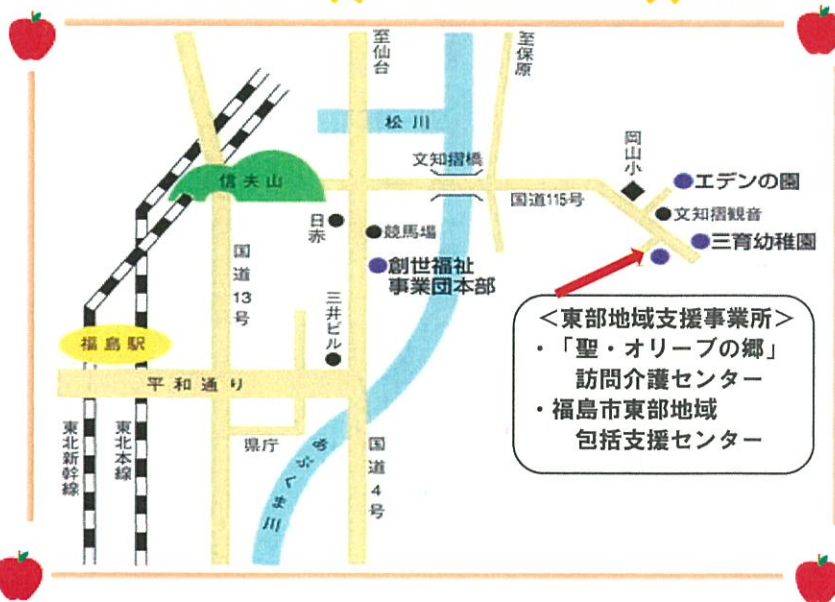 至仙台
至保原
松川
文知摺橋
岡山小
エデンの園
信夫山
国道115号
文知摺観音
日赤
競馬場
三育幼稚園
創世福祉
事業団本部
国道13号
三井ビル
福島駅
平和通り
＜東部地域支援事業所＞
・「聖・オリーブの郷」
訪問介護センター
・福島市東部地域
包括支援センター
東北新幹線
東北本線
県庁
国道4号
あぶくま川